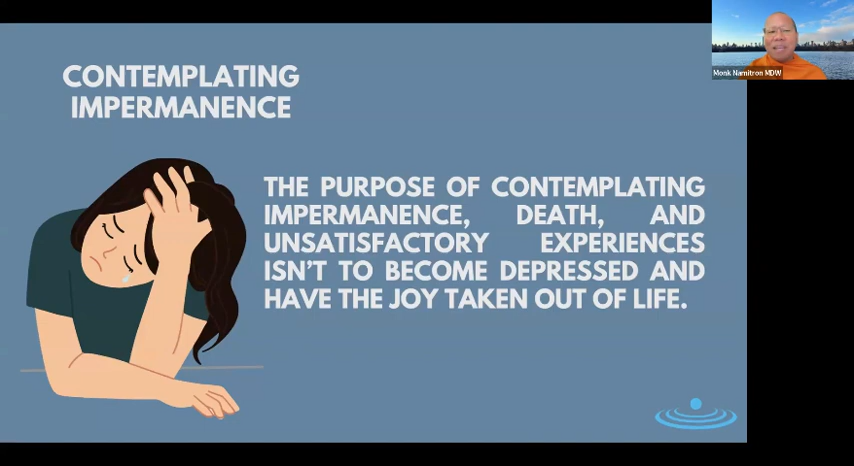 CONTEMPLATING
IMPERMANENCE
THE PURPOSE OF CONTEMPLATING
IMPERMANENCE, DEATH, AND
UNSATISFACTORY EXPERIENCES
ISN'T TO BECOME DEPRESSED AND
HAVE THE JOY TAKEN OUT OF LIFE.
Monk Namitron MDW